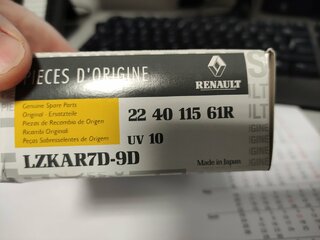 PIECES D'ORIGINE
RENAULT
Genuine Spare Parts
Original - Ersatzteile
Piezas de Recambio de Origen
Ricambi Original
Peças Sobresselentes de Origem
22 40 115 61R
UV 10
LZKAR7D-9D
Made in Japan